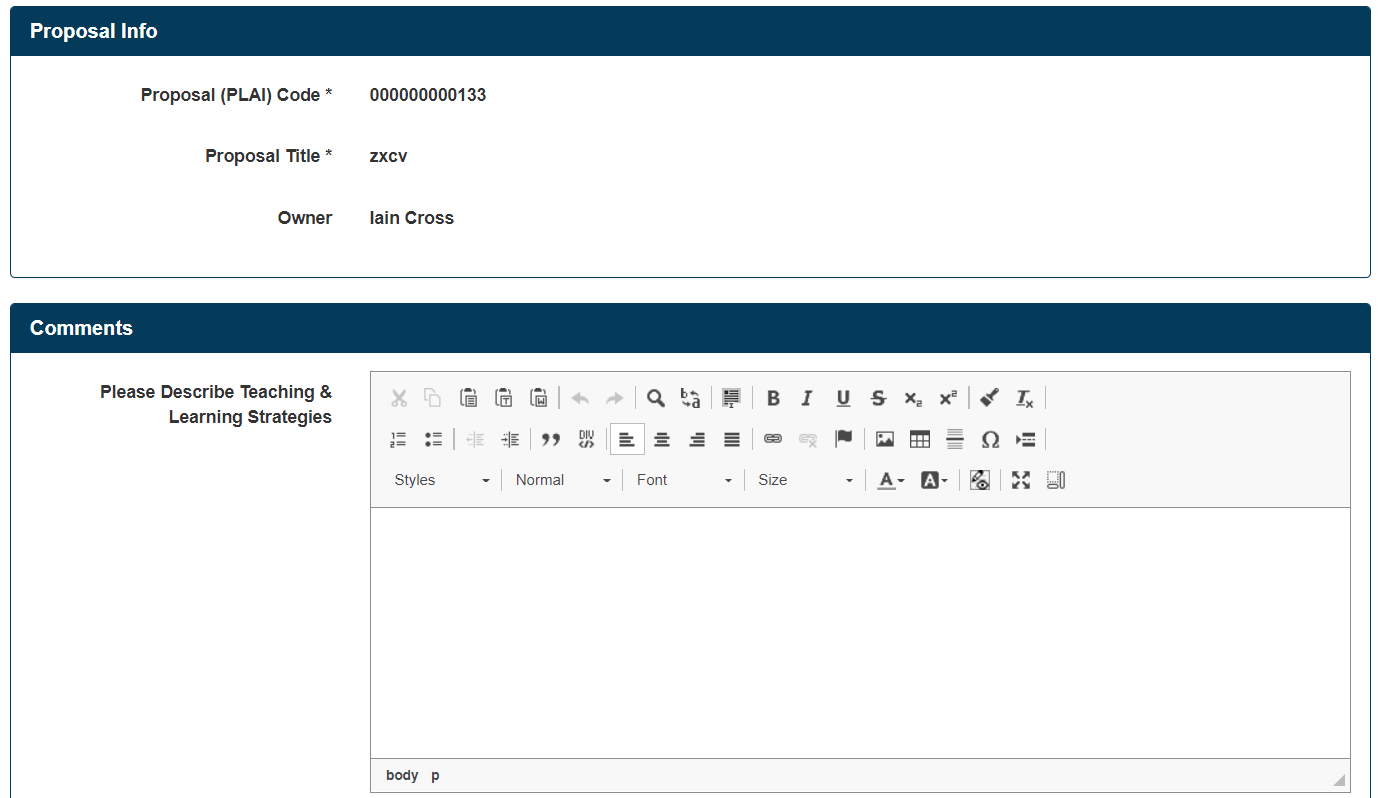 Proposal Info
Proposal (PLAI) Code * 000000000133
Proposal Title * zxcv
Owner Iain Cross
Comments
Please Describe Teaching &
Learning Strategies
Styles Normal Font Size
body p